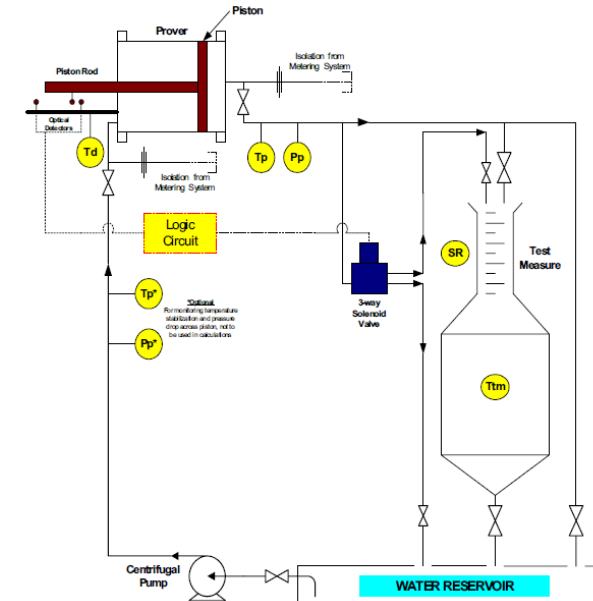 Piston
Prover
Isolation from
Metering System
Piston Rod
Optical
Detectors
Td
Tp
Pp
Isolation from
Metering System
Logic
Circuit
SR
Test
Measure
3-way
Solenoid
Valve
Tp*
*Optional
For monitoring temperature
stabilization and pressure
drop across piston, not to
be used in calculations
Pp*
Ttm
Centrifugal
Pump
WATER RESERVOIR